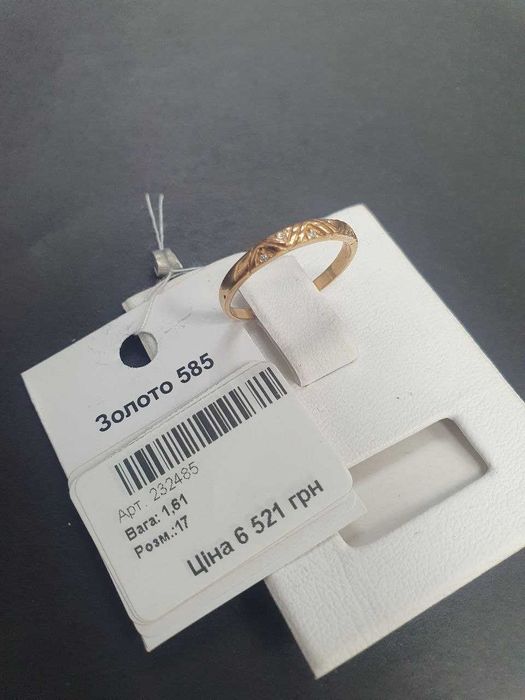 Золото 585
Арт. 232485
Вага: 1.61
Розм.:17
Ціна 6 521 грн